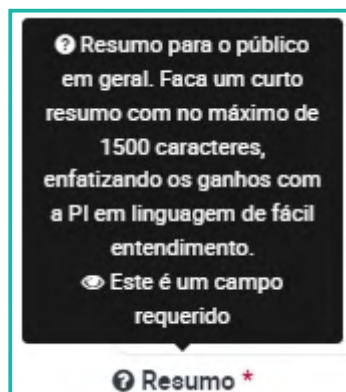 Resumo para o público
em geral. Faca um curto
resumo com no máximo de
1500 caracteres,
enfatizando os ganhos com
a PI em linguagem de fácil
entendimento.
Este é um campo
requerido
Resumo *